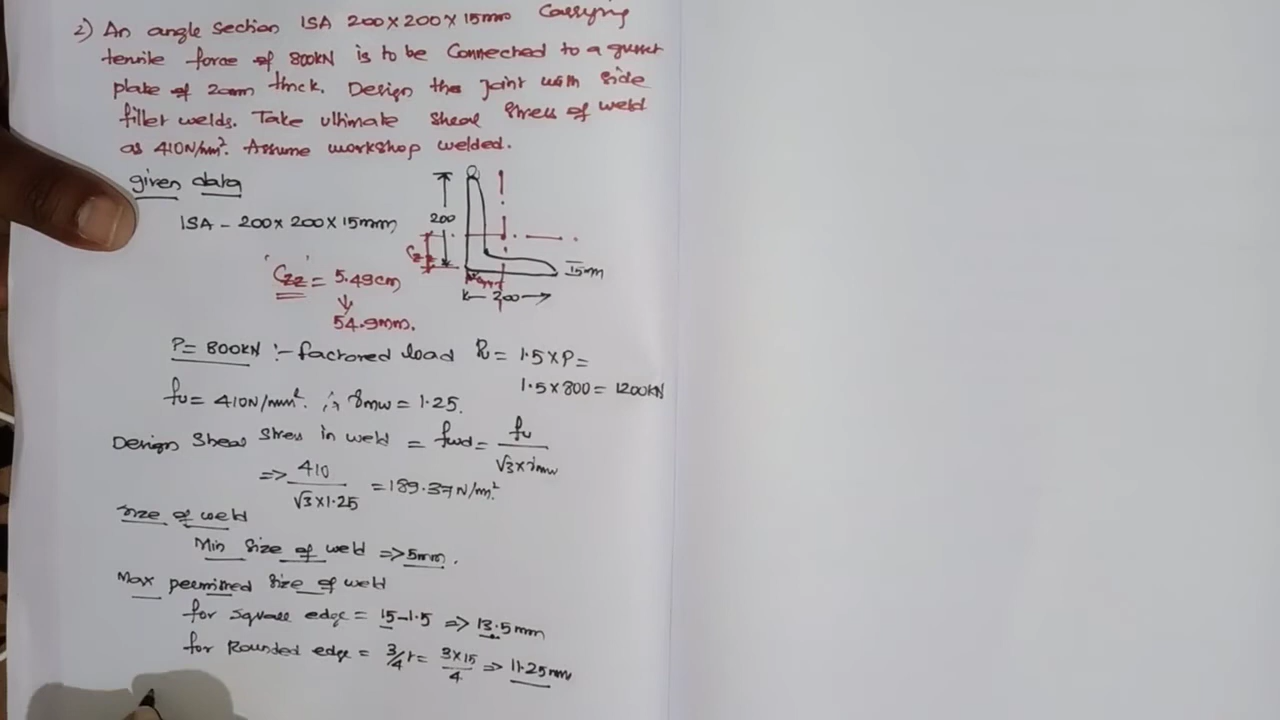 2) An angle section ISA 200×200×15mm Carrying
tensile force of 800KN is to be Connected to a gusset
plate of 20mm thick. Design the Joint with side
fillet welds. Take ultimate shear stress of weld
as 410N/mm². Assume workshop welded.
given data
ISA - 200×200×15mm
200
Czz
15mm
200
'Czz' = 5.49cm
↓
54.9mm.
P = 800KN :- factored load Pu = 1.5×P =
1.5×800 = 1200KN
fu = 410N/mm². ∴ γmw = 1.25.
Design Shear Stress in weld = fwd = fu/√3×γmw
=> 410/√3×1.25 = 189.37N/m²
Size of weld
Min Size of weld => 5mm.
Max permitted Size of weld
for square edge = 15-1.5 => 13.5mm
for Rounded edge = 3/4 t = 3×15/4 => 11.25mm